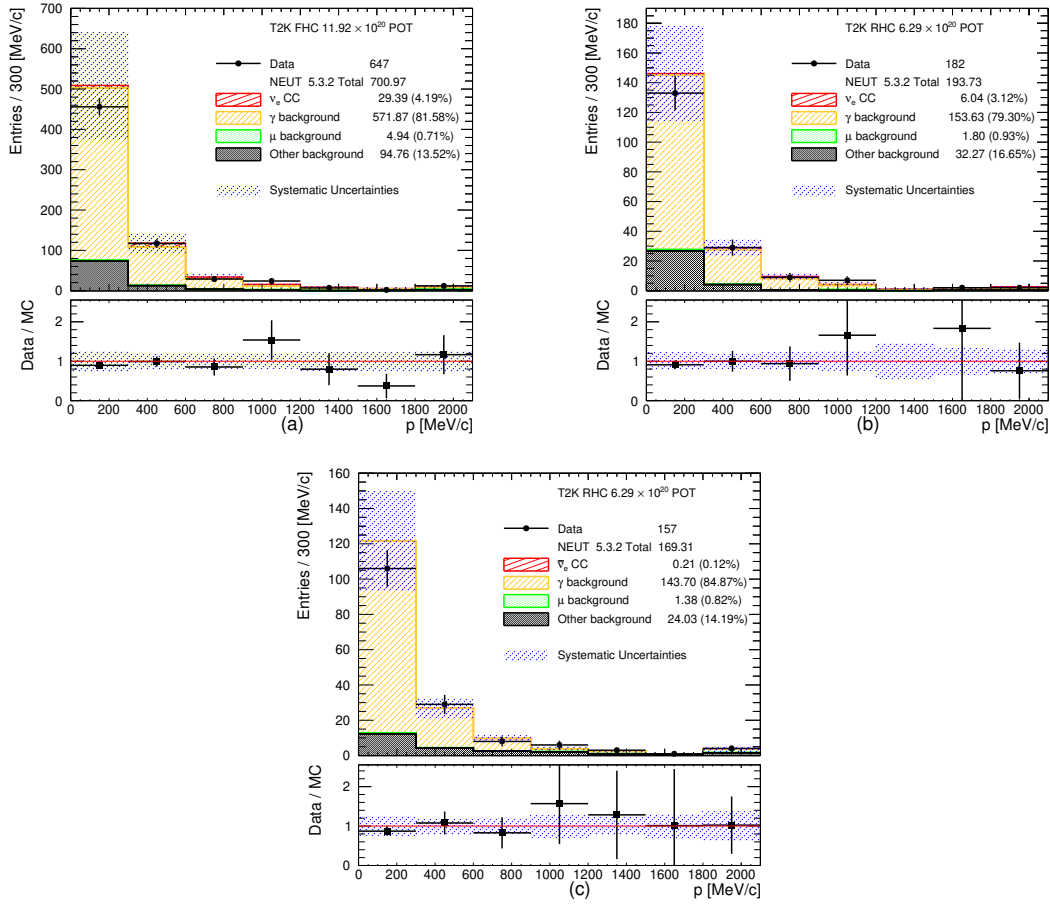 T2K FHC 11.92 × 10²⁰ POT
Data 647
NEUT 5.3.2 Total 700.97
νe CC 29.39 (4.19%)
γ background 571.87 (81.58%)
μ background 4.94 (0.71%)
Other background 94.76 (13.52%)
Systematic Uncertainties
Entries / 300 [MeV/c]
700
600
500
400
300
200
100
0
Data / MC
2
1
0
0 200 400 600 800 1000 1200 1400 1600 1800 2000
p [MeV/c]
(a)
T2K RHC 6.29 × 10²⁰ POT
Data 182
NEUT 5.3.2 Total 193.73
νe CC 6.04 (3.12%)
γ background 153.63 (79.30%)
μ background 1.80 (0.93%)
Other background 32.27 (16.65%)
Systematic Uncertainties
Entries / 300 [MeV/c]
180
160
140
120
100
80
60
40
20
0
Data / MC
2
1
0
0 200 400 600 800 1000 1200 1400 1600 1800 2000
p [MeV/c]
(b)
T2K RHC 6.29 × 10²⁰ POT
Data 157
NEUT 5.3.2 Total 169.31
ν̄e CC 0.21 (0.12%)
γ background 143.70 (84.87%)
μ background 1.38 (0.82%)
Other background 24.03 (14.19%)
Systematic Uncertainties
Entries / 300 [MeV/c]
160
140
120
100
80
60
40
20
0
Data / MC
2
1
0
0 200 400 600 800 1000 1200 1400 1600 1800 2000
p [MeV/c]
(c)